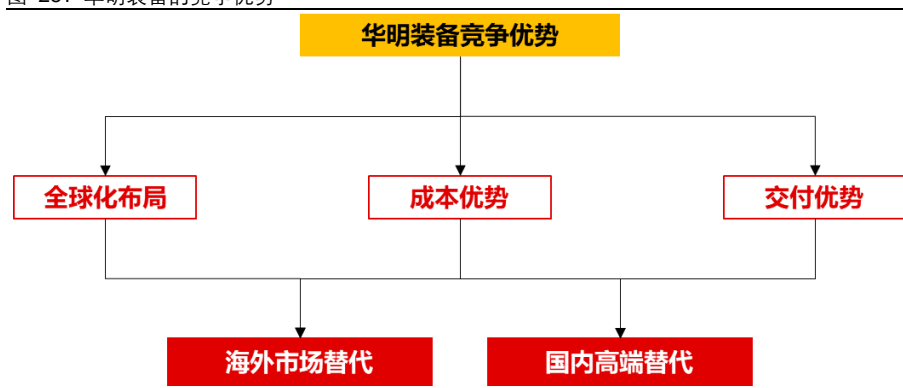 华明装备竞争优势
全球化布局
成本优势
交付优势
海外市场替代
国内高端替代